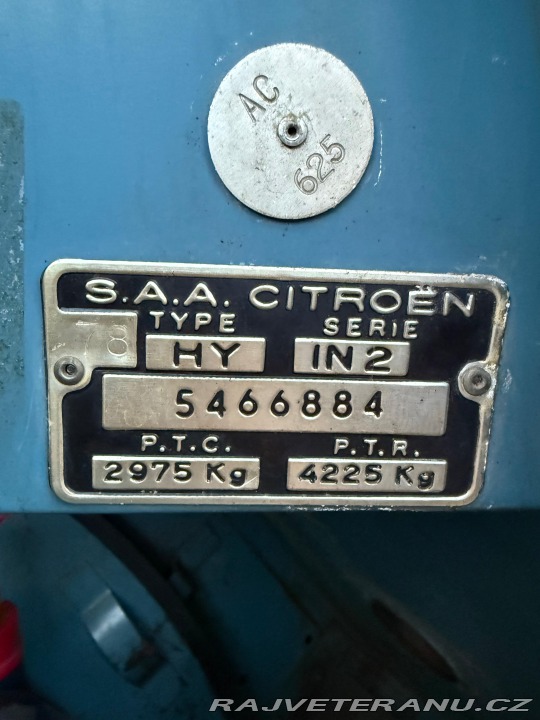 AC
625
S.A.A. CITROËN
TYPE SERIE
78 HY IN2
5466884
P.T.C. P.T.R.
2975 Kg 4225 Kg
RAJVETERANU.CZ